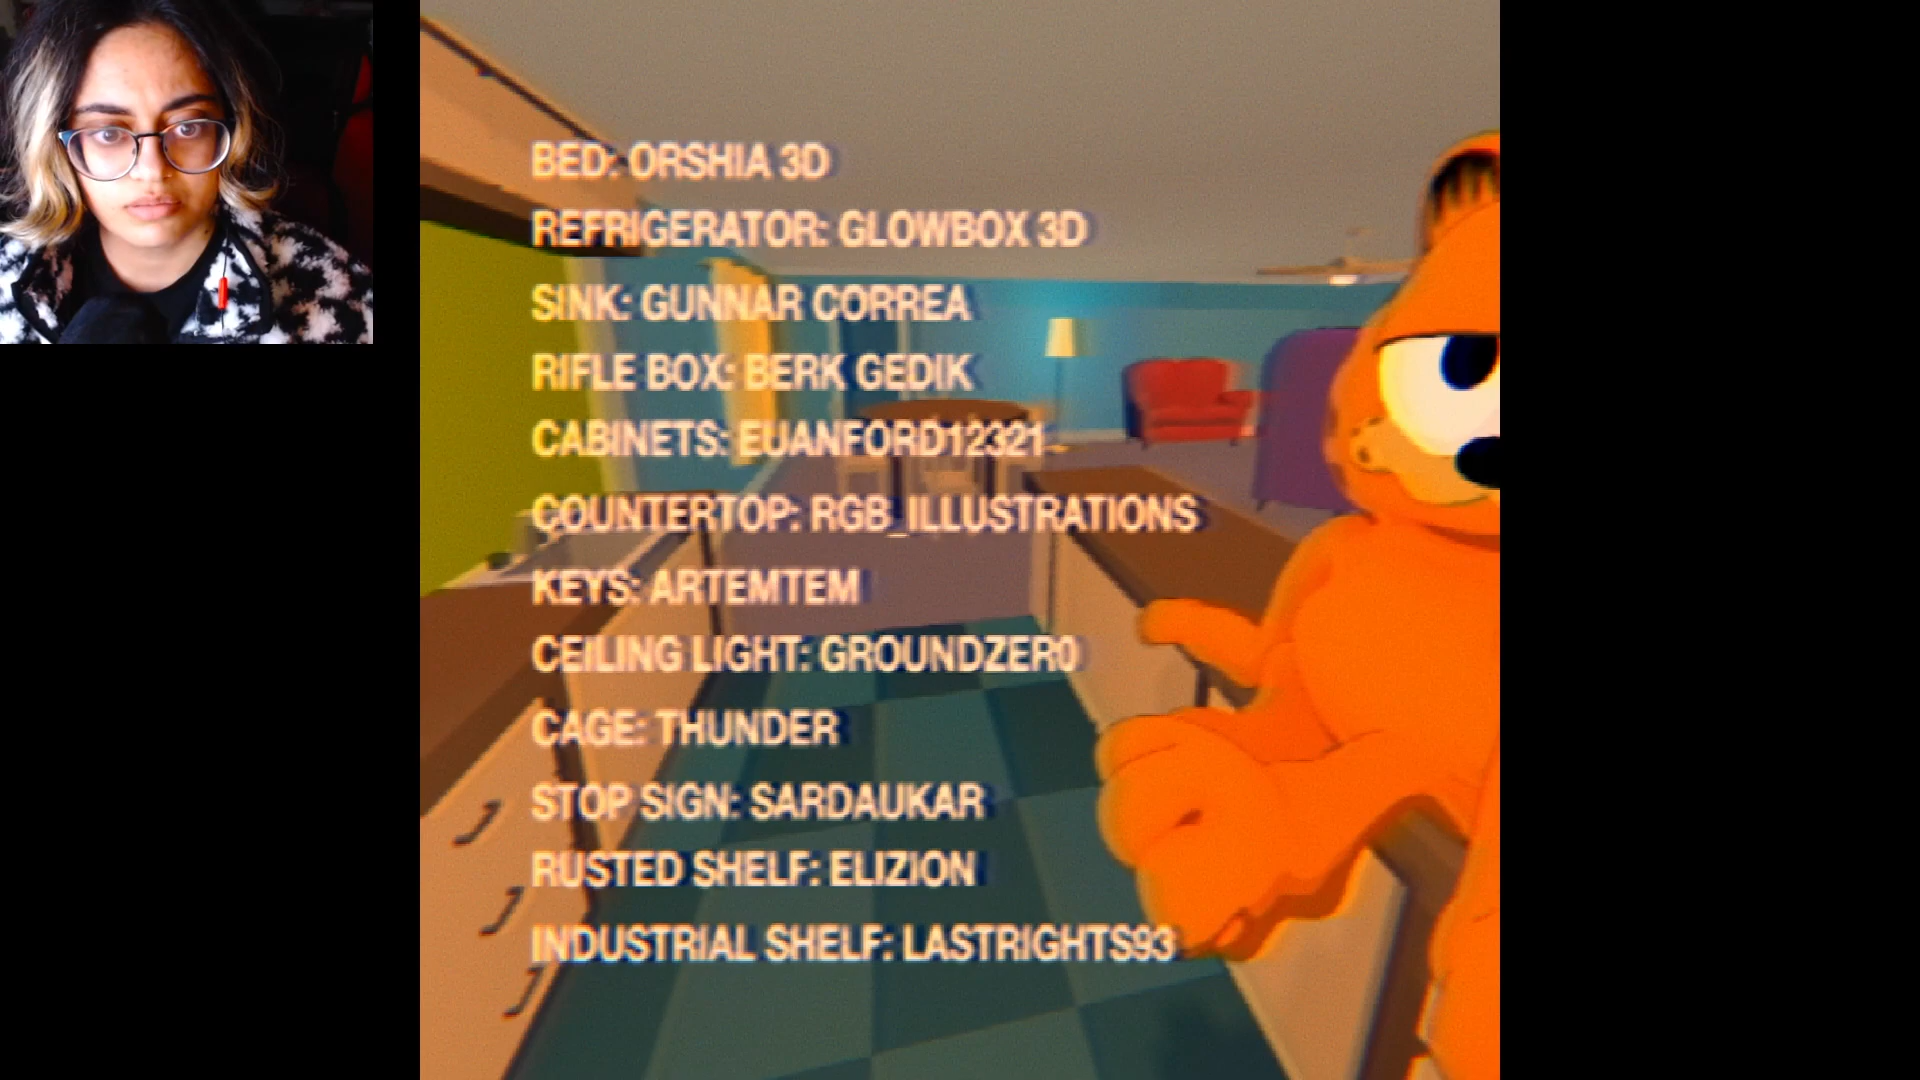 BED: ORSHIA 3D
REFRIGERATOR: GLOWBOX 3D
SINK: GUNNAR CORREA
RIFLE BOX: BERK GEDIK
CABINETS: EUANFORD12321
COUNTERTOP: RGB_ILLUSTRATIONS
KEYS: ARTEMTEM
CEILING LIGHT: GROUNDZER0
CAGE: THUNDER
STOP SIGN: SARDAUKAR
RUSTED SHELF: ELIZION
INDUSTRIAL SHELF: LASTRIGHTS93